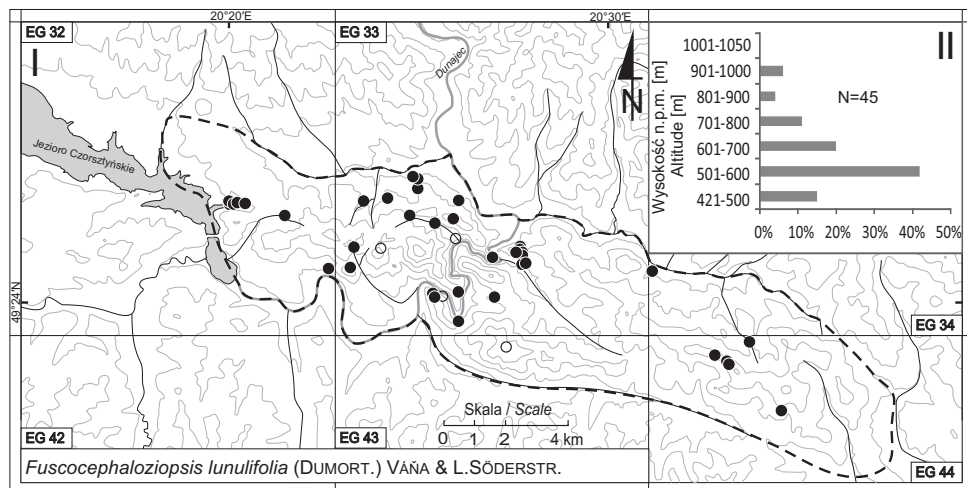 20°20'E
20°30'E
EG 32
EG 33
I
II
Dunajec
N
Jezioro Czorsztyńskie
49°24'N
Wysokość n.p.m. [m]
Altitude [m]
1001-1050
901-1000
801-900
701-800
601-700
501-600
421-500
N=45
0% 10% 20% 30% 40% 50%
EG 34
Skala / Scale
0 1 2 4 km
EG 42
EG 43
EG 44
Fuscocephaloziopsis lunulifolia (DUMORT.) VÁŇA & L.SÖDERSTR.